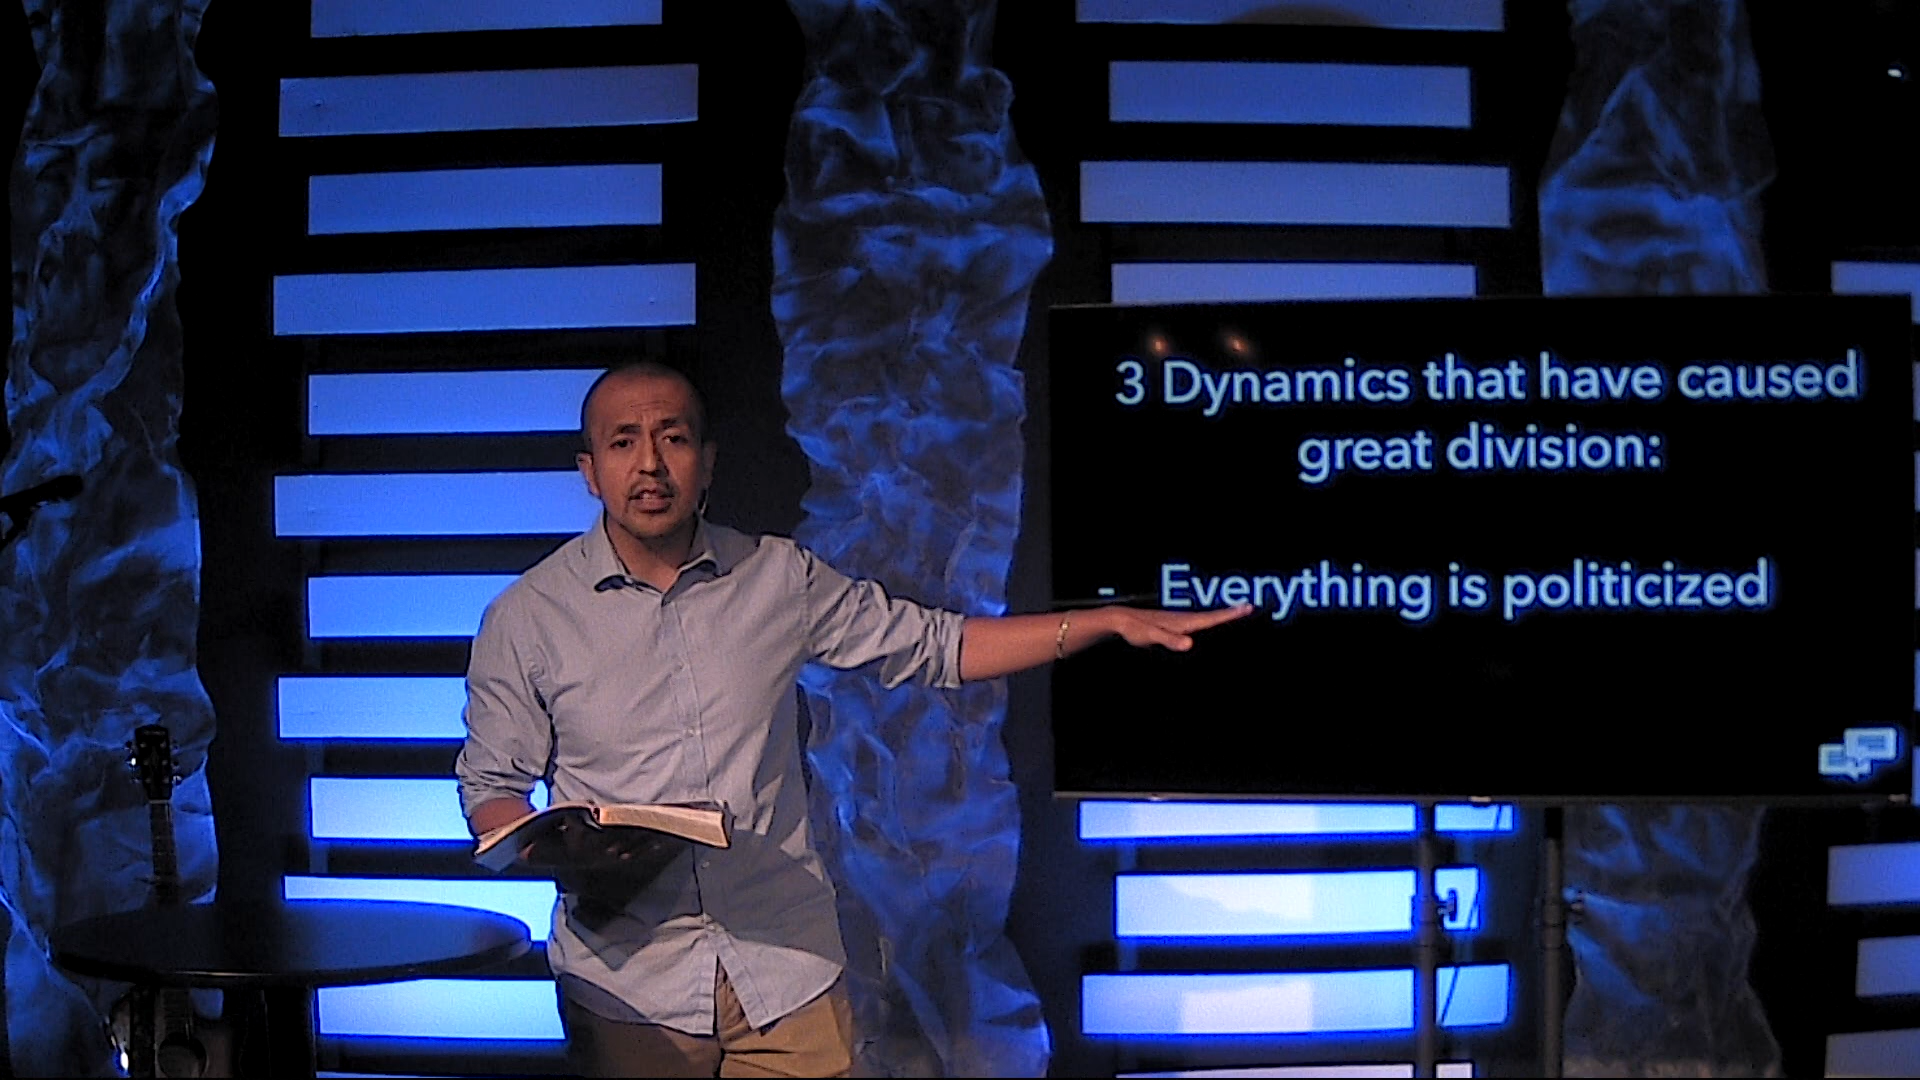 3 Dynamics that have caused
great division:
- Everything is politicized